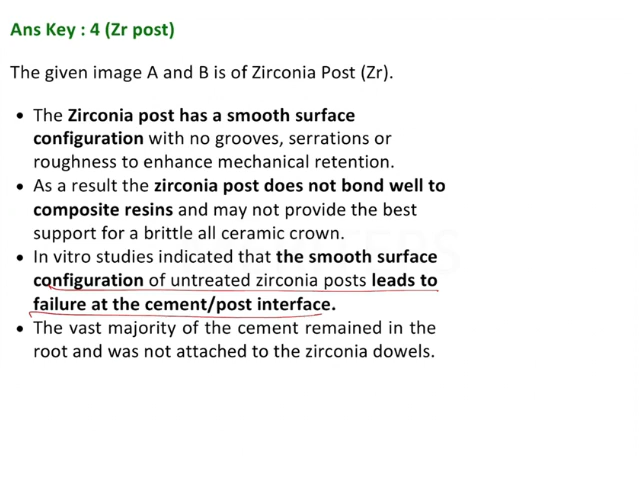 Ans Key : 4 (Zr post)
The given image A and B is of Zirconia Post (Zr).
• The Zirconia post has a smooth surface
configuration with no grooves, serrations or
roughness to enhance mechanical retention.
• As a result the zirconia post does not bond well to
composite resins and may not provide the best
support for a brittle all ceramic crown.
• In vitro studies indicated that the smooth surface
configuration of untreated zirconia posts leads to
failure at the cement/post interface.
• The vast majority of the cement remained in the
root and was not attached to the zirconia dowels.